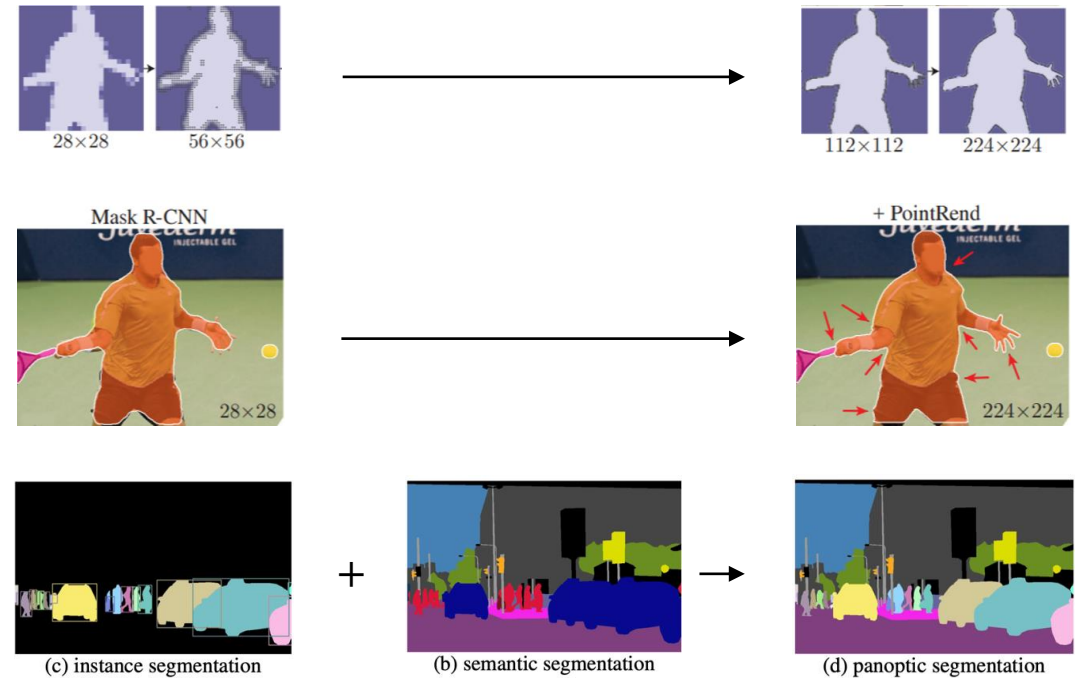 28×28
56×56
112×112
224×224
Mask R-CNN
+ PointRend
INJECTABLE GEL
INJECTABLE GEL
28×28
224×224
+
(c) instance segmentation
(b) semantic segmentation
(d) panoptic segmentation